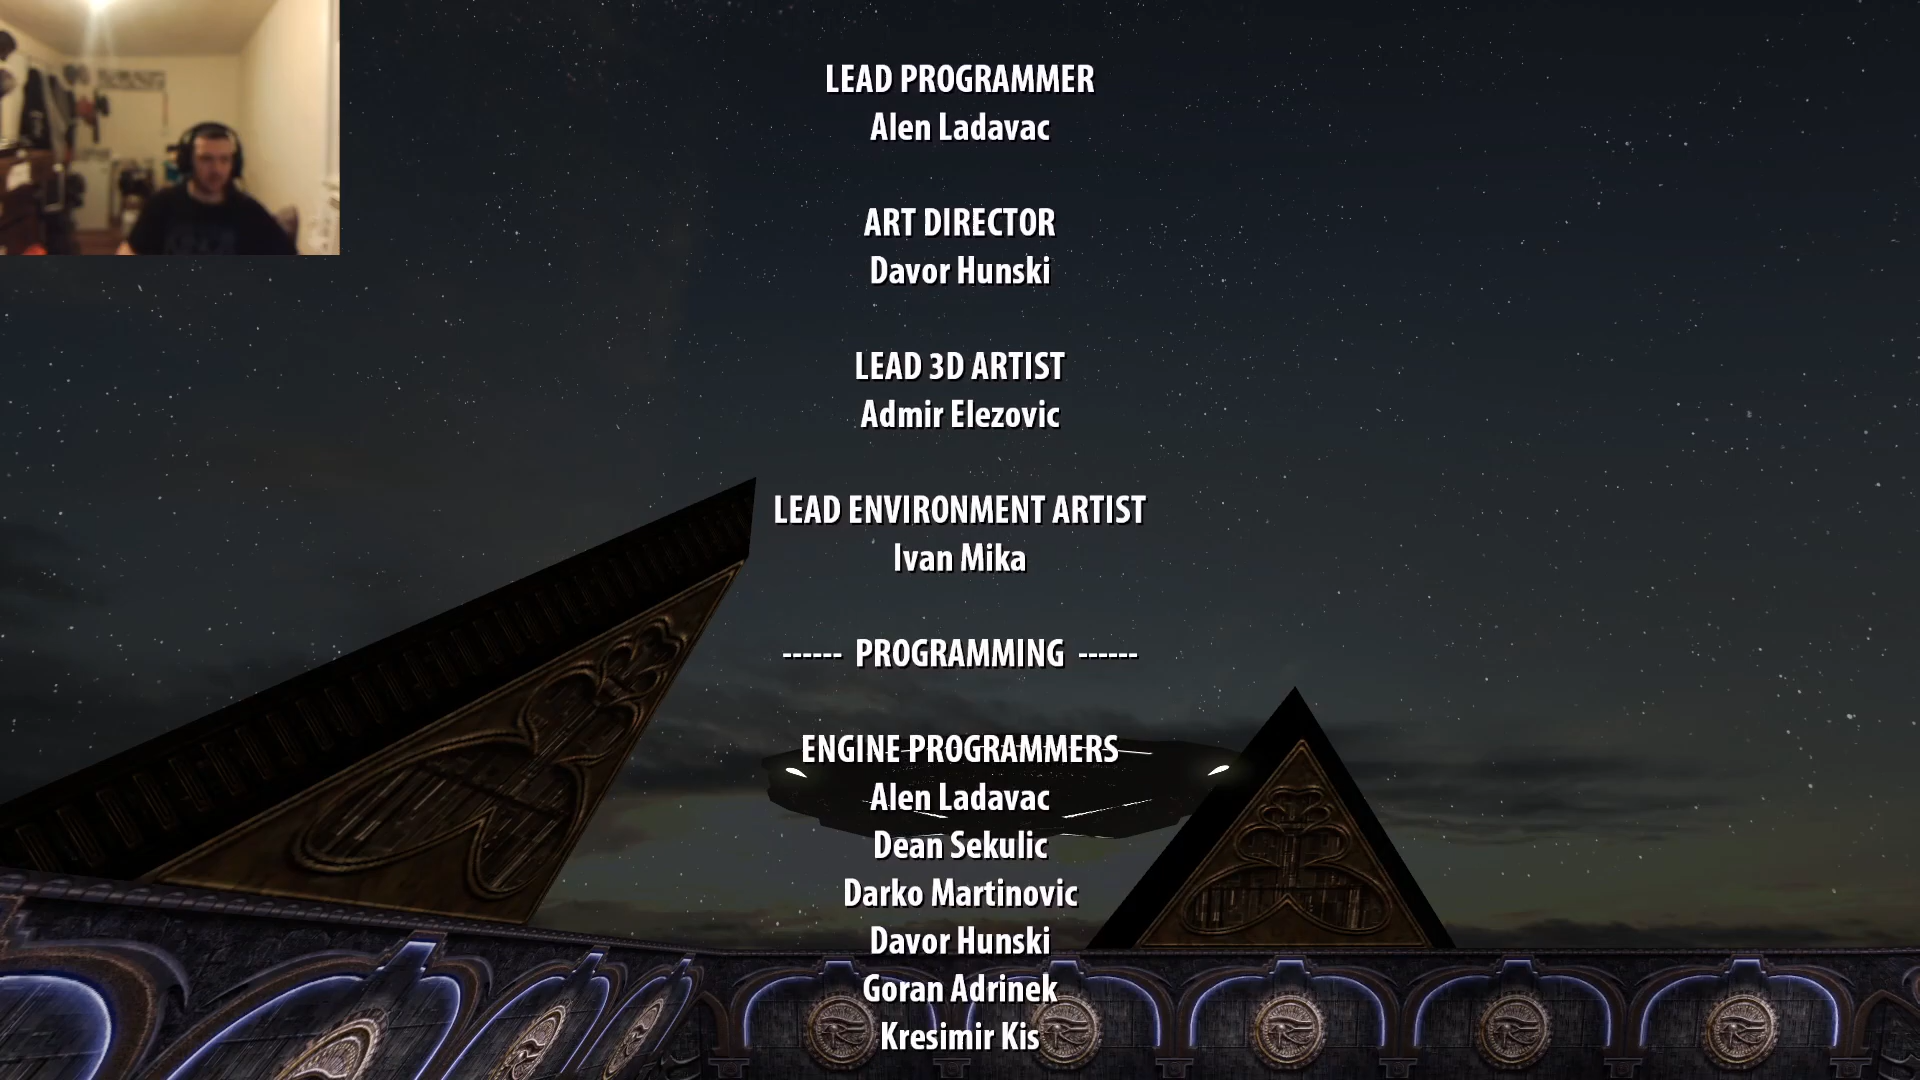 LEAD PROGRAMMER
Alen Ladavac
ART DIRECTOR
Davor Hunski
LEAD 3D ARTIST
Admir Elezovic
LEAD ENVIRONMENT ARTIST
Ivan Mika
------ PROGRAMMING ------
ENGINE PROGRAMMERS
Alen Ladavac
Dean Sekulic
Darko Martinovic
Davor Hunski
Goran Adrinek
Kresimir Kis